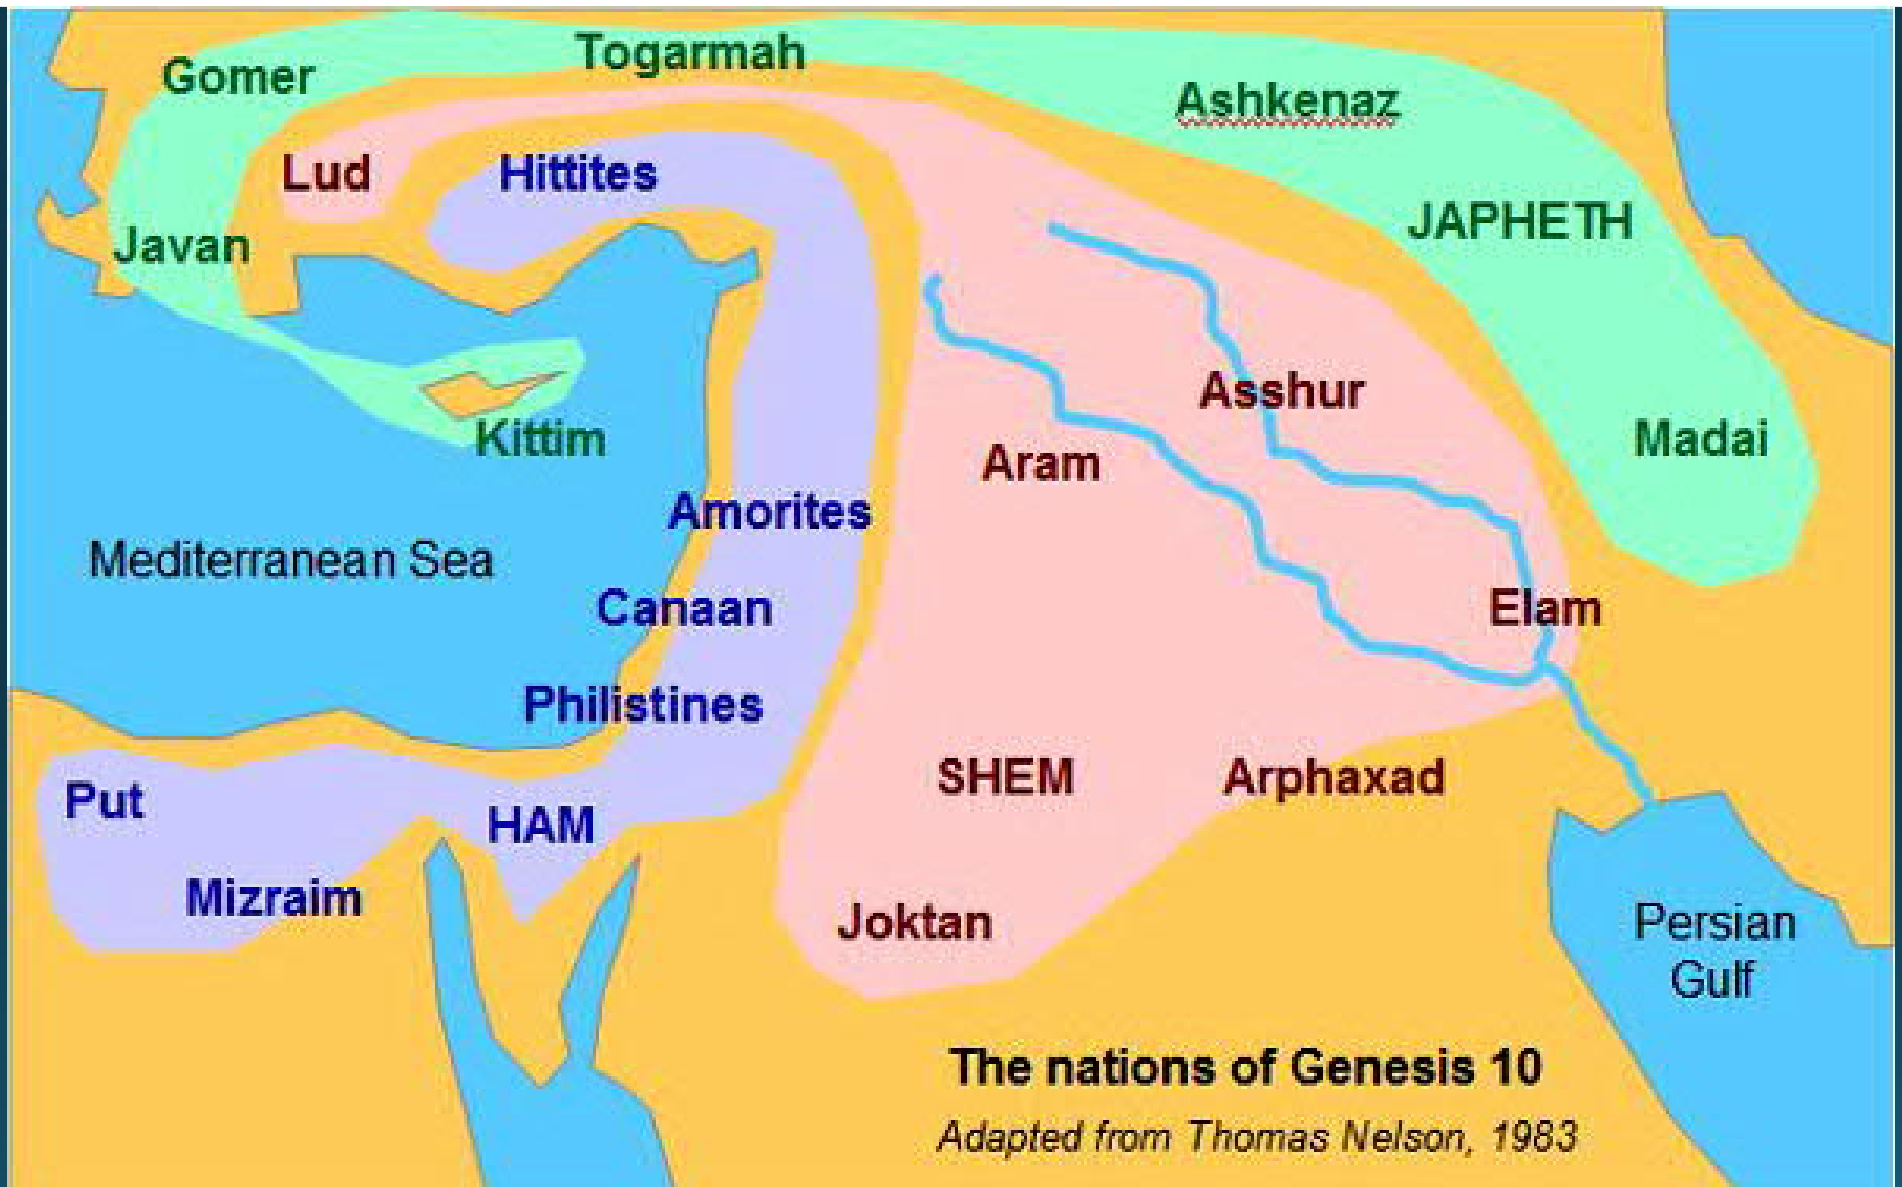 Togarmah
Gomer
Ashkenaz
Lud
Hittites
JAPHETH
Javan
Asshur
Kittim
Madai
Aram
Amorites
Mediterranean Sea
Canaan
Elam
Philistines
SHEM
Arphaxad
Put
HAM
Mizraim
Joktan
Persian
Gulf
The nations of Genesis 10
Adapted from Thomas Nelson, 1983